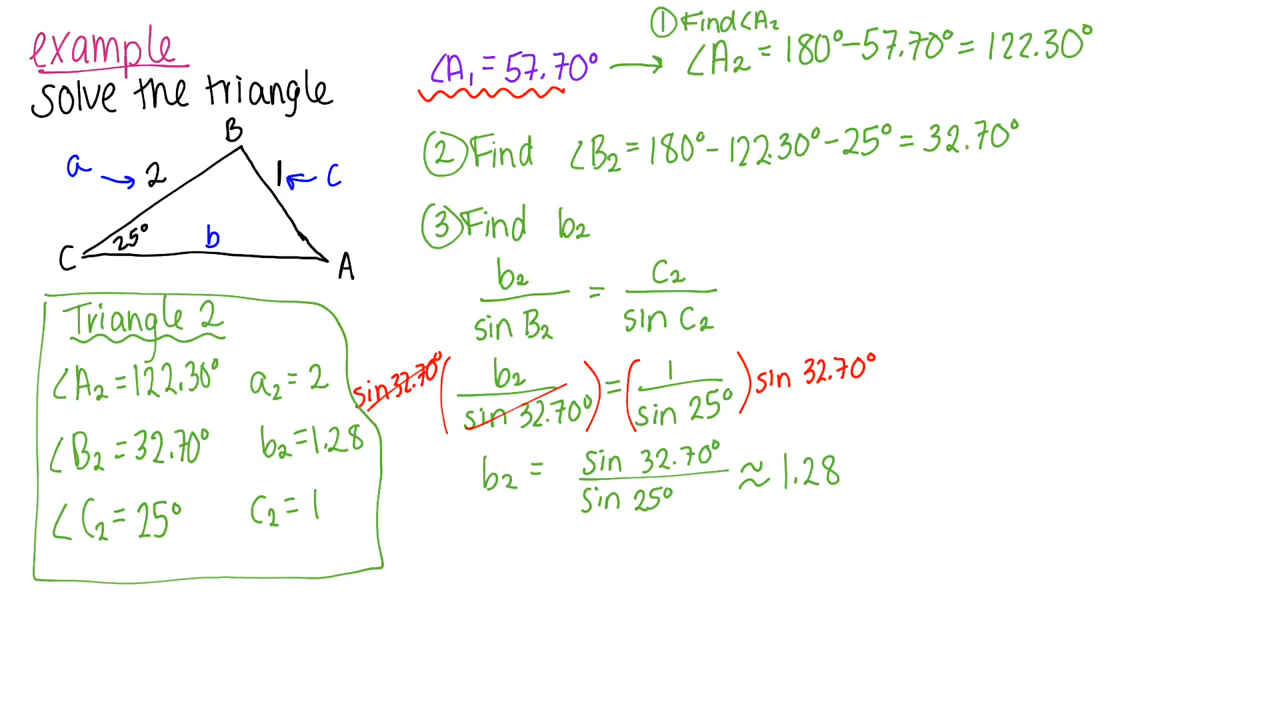 example
solve the triangle
B
a → 2
1 ← c
25°
b
C
A
Triangle 2
∠A₂ = 122.30° a₂ = 2
∠B₂ = 32.70° b₂ = 1.28
∠C₂ = 25° C₂ = 1
① Find ∠A₂
∠A₁ = 57.70° → ∠A₂ = 180° - 57.70° = 122.30°
② Find ∠B₂ = 180° - 122.30° - 25° = 32.70°
③ Find b₂
b₂ / sin B₂ = C₂ / sin C₂
sin 32.70° ( b₂ / sin 32.70° ) = ( 1 / sin 25° ) sin 32.70°
b₂ = sin 32.70° / sin 25° ≈ 1.28